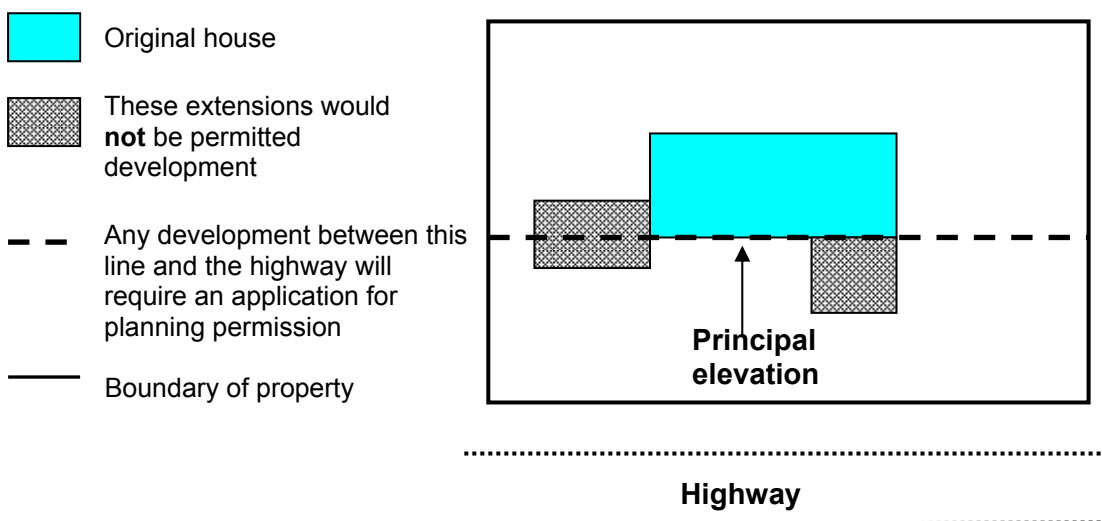 Original house
These extensions would
not be permitted
development
Any development between this
line and the highway will
require an application for
planning permission
Boundary of property
Principal
elevation
Highway